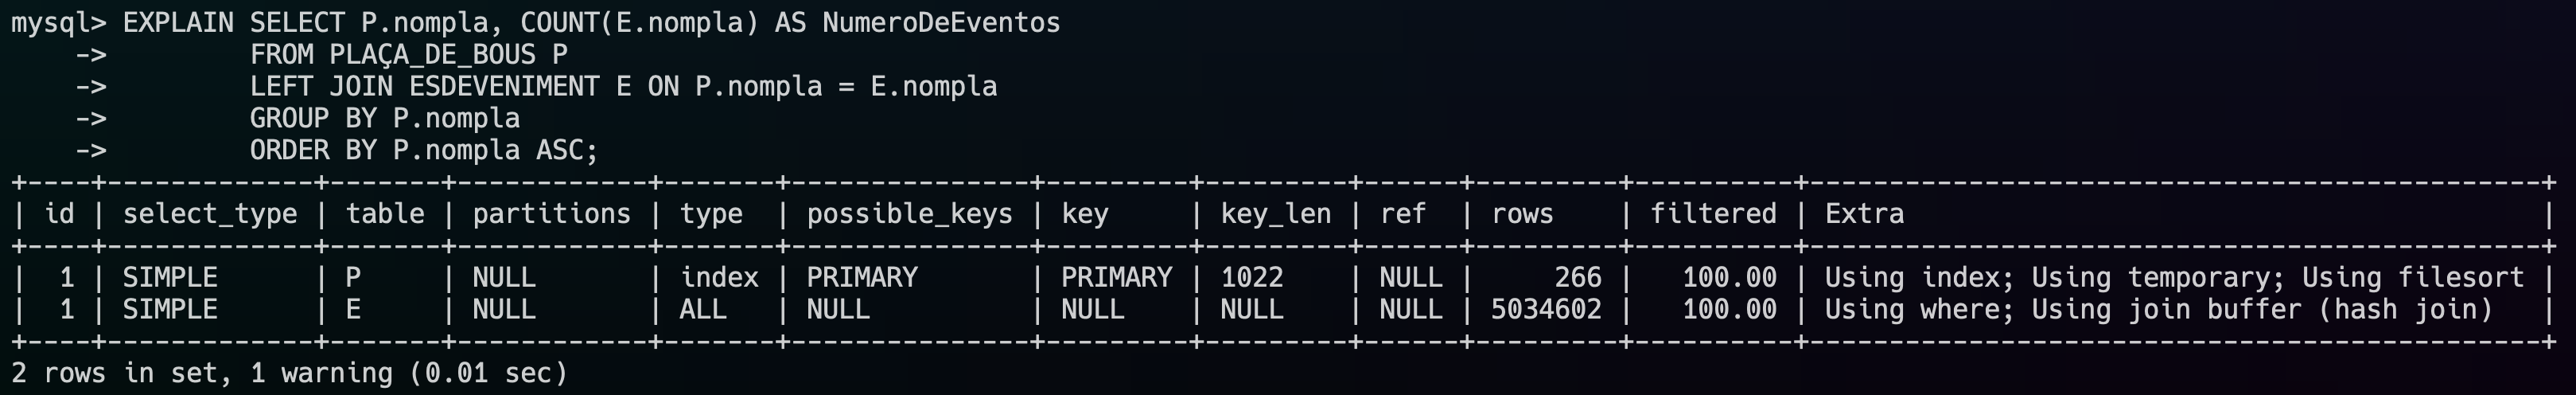 mysql> EXPLAIN SELECT P.nompla, COUNT(E.nompla) AS NumeroDeEventos
    ->         FROM PLAÇA_DE_BOUS P
    ->         LEFT JOIN ESDEVENIMENT E ON P.nompla = E.nompla
    ->         GROUP BY P.nompla
    ->         ORDER BY P.nompla ASC;
+----+-------------+-------+------------+-------+---------------+---------+---------+------+---------+----------+----------------------------------------------+
| id | select_type | table | partitions | type  | possible_keys | key     | key_len | ref  | rows    | filtered | Extra                                        |
+----+-------------+-------+------------+-------+---------------+---------+---------+------+---------+----------+----------------------------------------------+
|  1 | SIMPLE      | P     | NULL       | index | PRIMARY       | PRIMARY | 1022    | NULL |     266 |   100.00 | Using index; Using temporary; Using filesort |
|  1 | SIMPLE      | E     | NULL       | ALL   | NULL          | NULL    | NULL    | NULL | 5034602 |   100.00 | Using where; Using join buffer (hash join)   |
+----+-------------+-------+------------+-------+---------------+---------+---------+------+---------+----------+----------------------------------------------+
2 rows in set, 1 warning (0.01 sec)